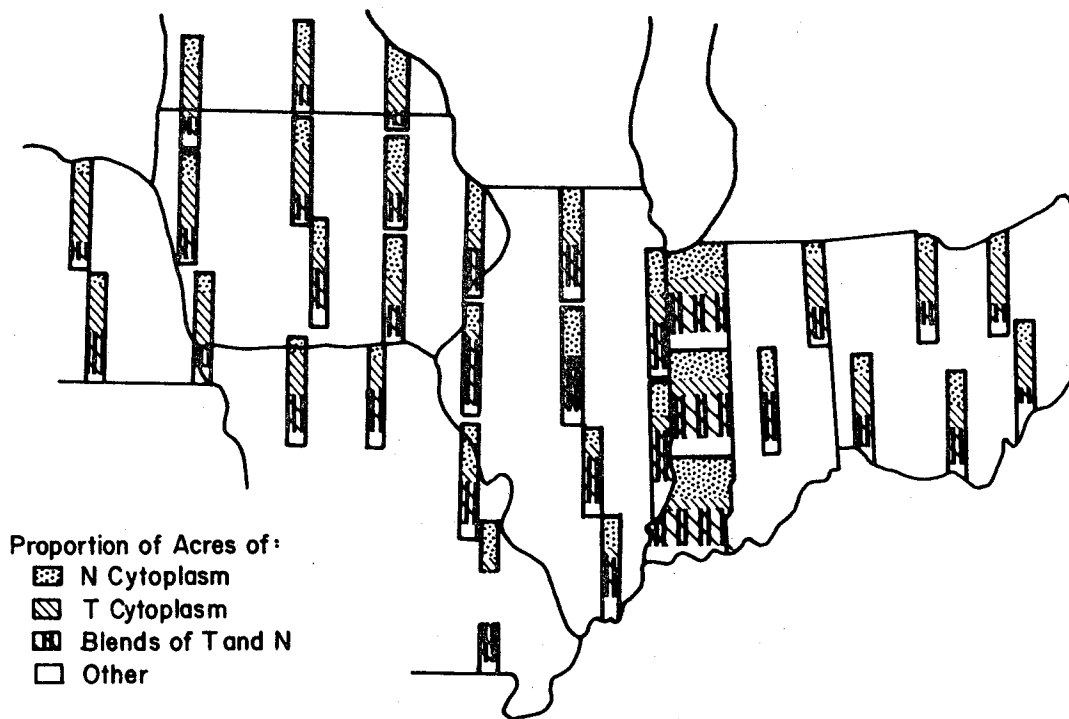 Proportion of Acres of:
N Cytoplasm
T Cytoplasm
Blends of T and N
Other